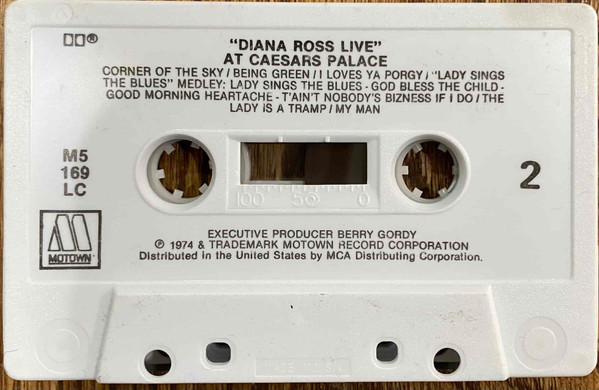 "DIANA ROSS LIVE"
AT CAESARS PALACE
CORNER OF THE SKY / BEING GREEN / I LOVES YA PORGY / "LADY SINGS
THE BLUES" MEDLEY: LADY SINGS THE BLUES - GOD BLESS THE CHILD -
GOOD MORNING HEARTACHE - T'AIN'T NOBODY'S BIZNESS IF I DO / THE
LADY IS A TRAMP / MY MAN
M5
169
LC
2
100 50 0
MOTOWN
EXECUTIVE PRODUCER BERRY GORDY
℗ 1974 & TRADEMARK MOTOWN RECORD CORPORATION
Distributed in the United States by MCA Distributing Corporation.